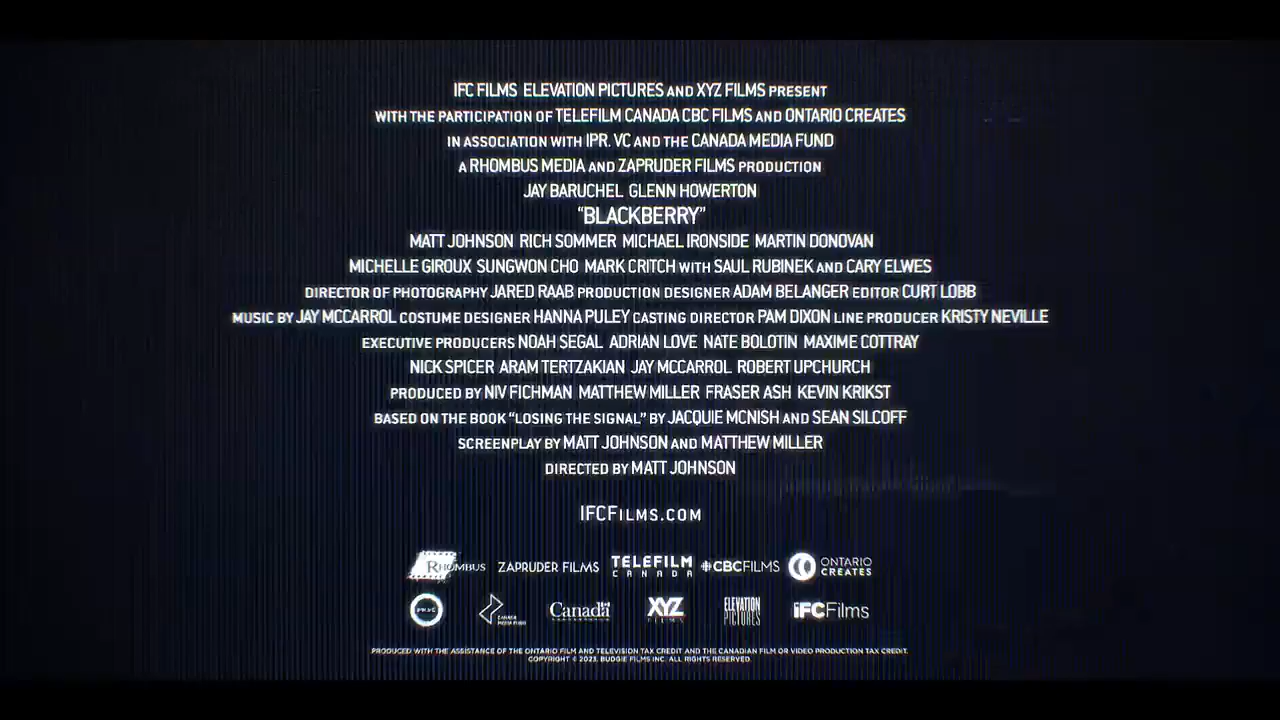 IFC FILMS ELEVATION PICTURES AND XYZ FILMS PRESENT
WITH THE PARTICIPATION OF TELEFILM CANADA CBC FILMS AND ONTARIO CREATES
IN ASSOCIATION WITH IPR. VC AND THE CANADA MEDIA FUND
A RHOMBUS MEDIA AND ZAPRUDER FILMS PRODUCTION
JAY BARUCHEL GLENN HOWERTON
“BLACKBERRY”
MATT JOHNSON RICH SOMMER MICHAEL IRONSIDE MARTIN DONOVAN
MICHELLE GIROUX SUNGWON CHO MARK CRITCH WITH SAUL RUBINEK AND CARY ELWES
DIRECTOR OF PHOTOGRAPHY JARED RAAB PRODUCTION DESIGNER ADAM BELANGER EDITOR CURT LOBB
MUSIC BY JAY MCCARROL COSTUME DESIGNER HANNA PULEY CASTING DIRECTOR PAM DIXON LINE PRODUCER KRISTY NEVILLE
EXECUTIVE PRODUCERS NOAH SEGAL ADRIAN LOVE NATE BOLOTIN MAXIME COTTRAY
NICK SPICER ARAM TERTZAKIAN JAY MCCARROL ROBERT UPCHURCH
PRODUCED BY NIV FICHMAN MATTHEW MILLER FRASER ASH KEVIN KRIKST
BASED ON THE BOOK “LOSING THE SIGNAL” BY JACQUIE MCNISH AND SEAN SILCOFF
SCREENPLAY BY MATT JOHNSON AND MATTHEW MILLER
DIRECTED BY MATT JOHNSON
IFCFILMS.COM
RHOMBUS ZAPRUDER FILMS TELEFILM CANADA CBC FILMS ONTARIO CREATES
IPR.VC CANADA MEDIA FUND Canada XYZ FILMS ELEVATION PICTURES IFC Films
PRODUCED WITH THE ASSISTANCE OF THE ONTARIO FILM AND TELEVISION TAX CREDIT AND THE CANADIAN FILM OR VIDEO PRODUCTION TAX CREDIT.
COPYRIGHT © 2023. BUDGIE FILMS INC. ALL RIGHTS RESERVED.